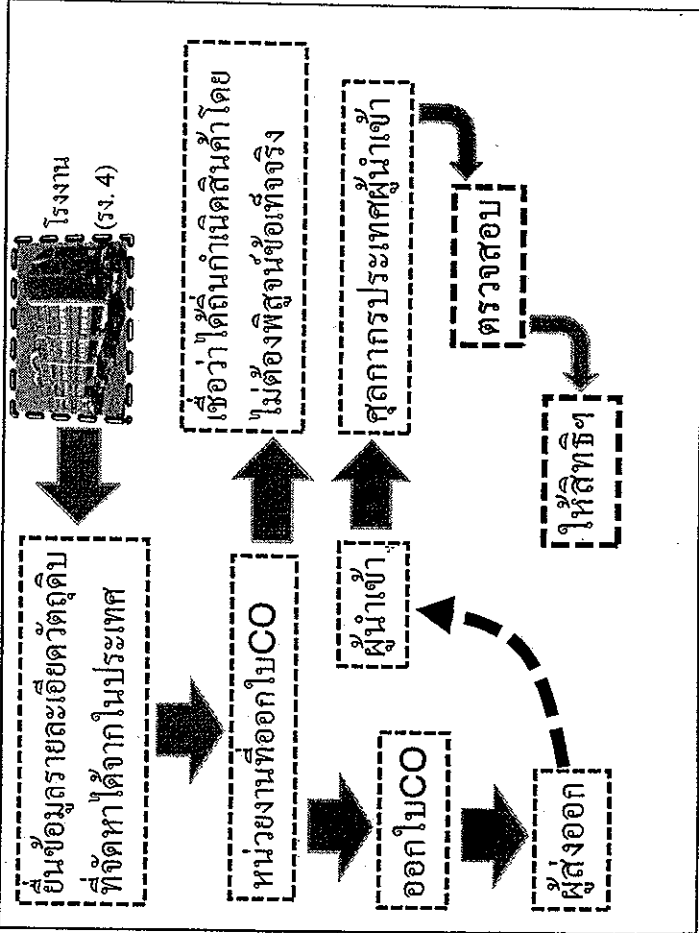 โรงงาน
(รง. 4)
ยื่นข้อมูลรายละเอียดวัตถุดิบ
ที่จัดหาได้จากในประเทศ
หน่วยงานที่ออกใบCO
เชื่อว่าได้ถิ่นกำเนิดสินค้าโดย
ไม่ต้องพิสูจน์ข้อเท็จจริง
ออกใบCO
ผู้ส่งออก
ผู้นำเข้า
ศุลกากรประเทศผู้นำเข้า
ตรวจสอบ
ให้สิทธิฯ